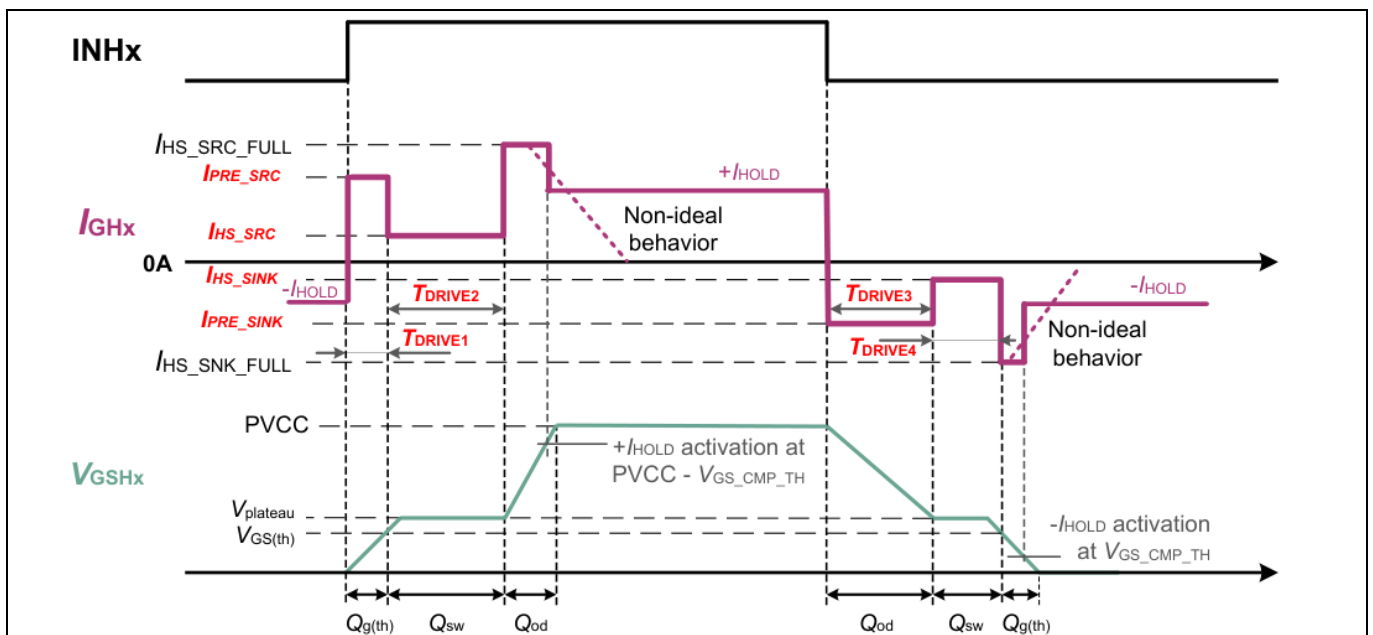 INHx
IHS_SRC_FULL
IPRE_SRC
+IHOLD
IGHx
IHS_SRC
Non-ideal
behavior
0A
IHS_SINK
-IHOLD
TDRIVE2
TDRIVE3
-IHOLD
IPRE_SINK
TDRIVE1
TDRIVE4
Non-ideal
behavior
IHS_SNK_FULL
PVCC
+IHOLD activation at
PVCC - VGS_CMP_TH
VGSHx
Vplateau
VGS(th)
-IHOLD activation
at VGS_CMP_TH
Qg(th)
Qsw
Qod
Qod
Qsw
Qg(th)